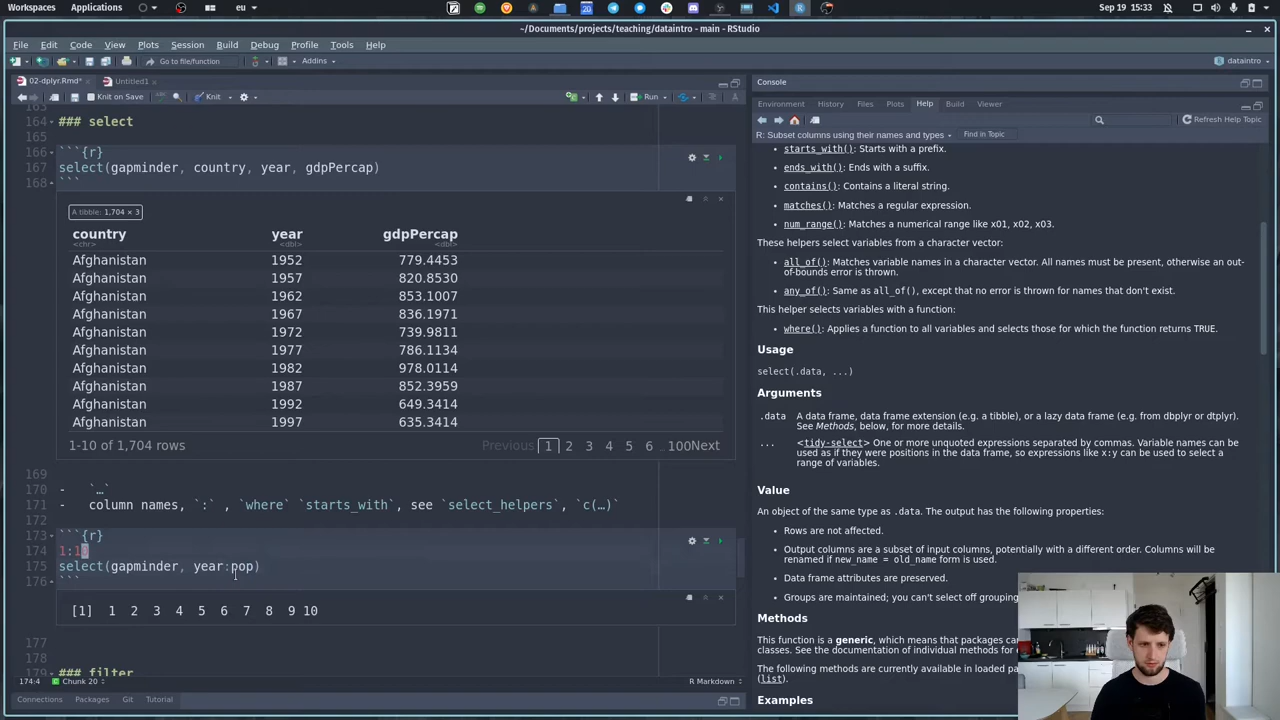 Workspaces Applications eu Sep 19 15:33
~/Documents/projects/teaching/dataintro - main - RStudio
File Edit Code View Plots Session Build Debug Profile Tools Help
Go to file/function Addins dataintro
02-dplyr.Rmd* Untitled1
Knit on Save Knit Run
163
164 ### select
165
166 ```{r}
167 select(gapminder, country, year, gdpPercap)
168 ```
A tibble: 1,704 × 3
country year gdpPercap
<chr> <dbl> <dbl>
Afghanistan 1952 779.4453
Afghanistan 1957 820.8530
Afghanistan 1962 853.1007
Afghanistan 1967 836.1971
Afghanistan 1972 739.9811
Afghanistan 1977 786.1134
Afghanistan 1982 978.0114
Afghanistan 1987 852.3959
Afghanistan 1992 649.3414
Afghanistan 1997 635.3414
1-10 of 1,704 rows Previous 1 2 3 4 5 6 100Next
169
170 - `…`
171 - column names, `:` , `where` `starts_with`, see `select_helpers`, `c(…)`
172
173 ```{r}
174 1:10
175 select(gapminder, year:pop)
176 ```
[1] 1 2 3 4 5 6 7 8 9 10
177
178
179 ### filter
174:4 Chunk 20 R Markdown
Connections Packages Git Tutorial
Console
Environment History Files Plots Help Build Viewer
Refresh Help Topic
R: Subset columns using their names and types Find in Topic
• starts_with(): Starts with a prefix.
• ends_with(): Ends with a suffix.
• contains(): Contains a literal string.
• matches(): Matches a regular expression.
• num_range(): Matches a numerical range like x01, x02, x03.
These helpers select variables from a character vector:
• all_of(): Matches variable names in a character vector. All names must be present, otherwise an out-
of-bounds error is thrown.
• any_of(): Same as all_of(), except that no error is thrown for names that don't exist.
This helper selects variables with a function:
• where(): Applies a function to all variables and selects those for which the function returns TRUE.
Usage
select(.data, ...)
Arguments
.data A data frame, data frame extension (e.g. a tibble), or a lazy data frame (e.g. from dbplyr or dtplyr).
See Methods, below, for more details.
... <tidy-select> One or more unquoted expressions separated by commas. Variable names can be
used as if they were positions in the data frame, so expressions like x:y can be used to select a
range of variables.
Value
An object of the same type as .data. The output has the following properties:
• Rows are not affected.
• Output columns are a subset of input columns, potentially with a different order. Columns will be
renamed if new_name = old_name form is used.
• Data frame attributes are preserved.
• Groups are maintained; you can't select off grouping
Methods
This function is a generic, which means that packages can
classes. See the documentation of individual methods for
The following methods are currently available in loaded pa
(list).
Examples